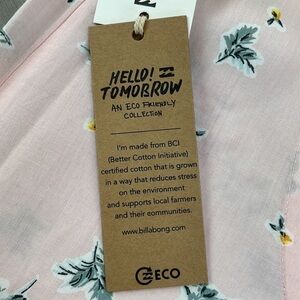 HELLO!
TOMORROW
AN ECO FRIENDLY
COLLECTION
I'm made from BCI
(Better Cotton Initiative)
certified cotton that is grown
in a way that reduces stress
on the environment
and supports local farmers
and their communities.
www.billabong.com
ECO